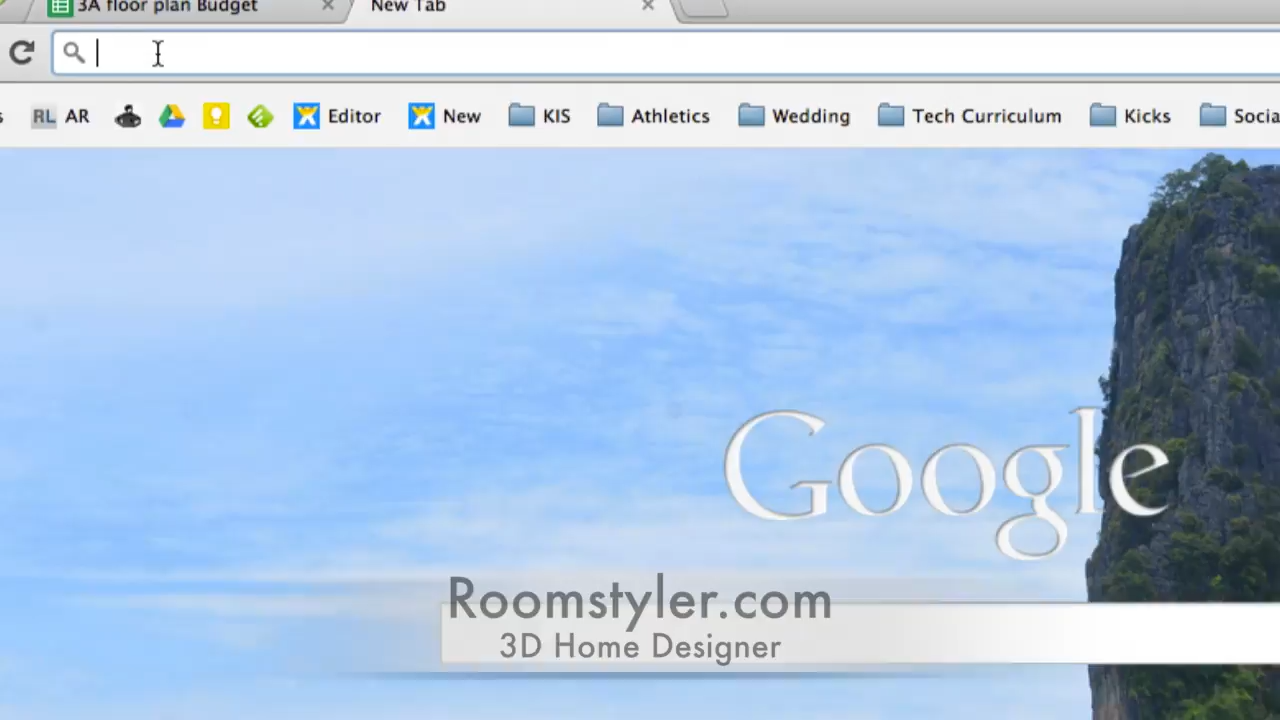 3A floor plan Budget
New Tab
RL AR Editor New KIS Athletics Wedding Tech Curriculum Kicks Socia
Google
Roomstyler.com
3D Home Designer